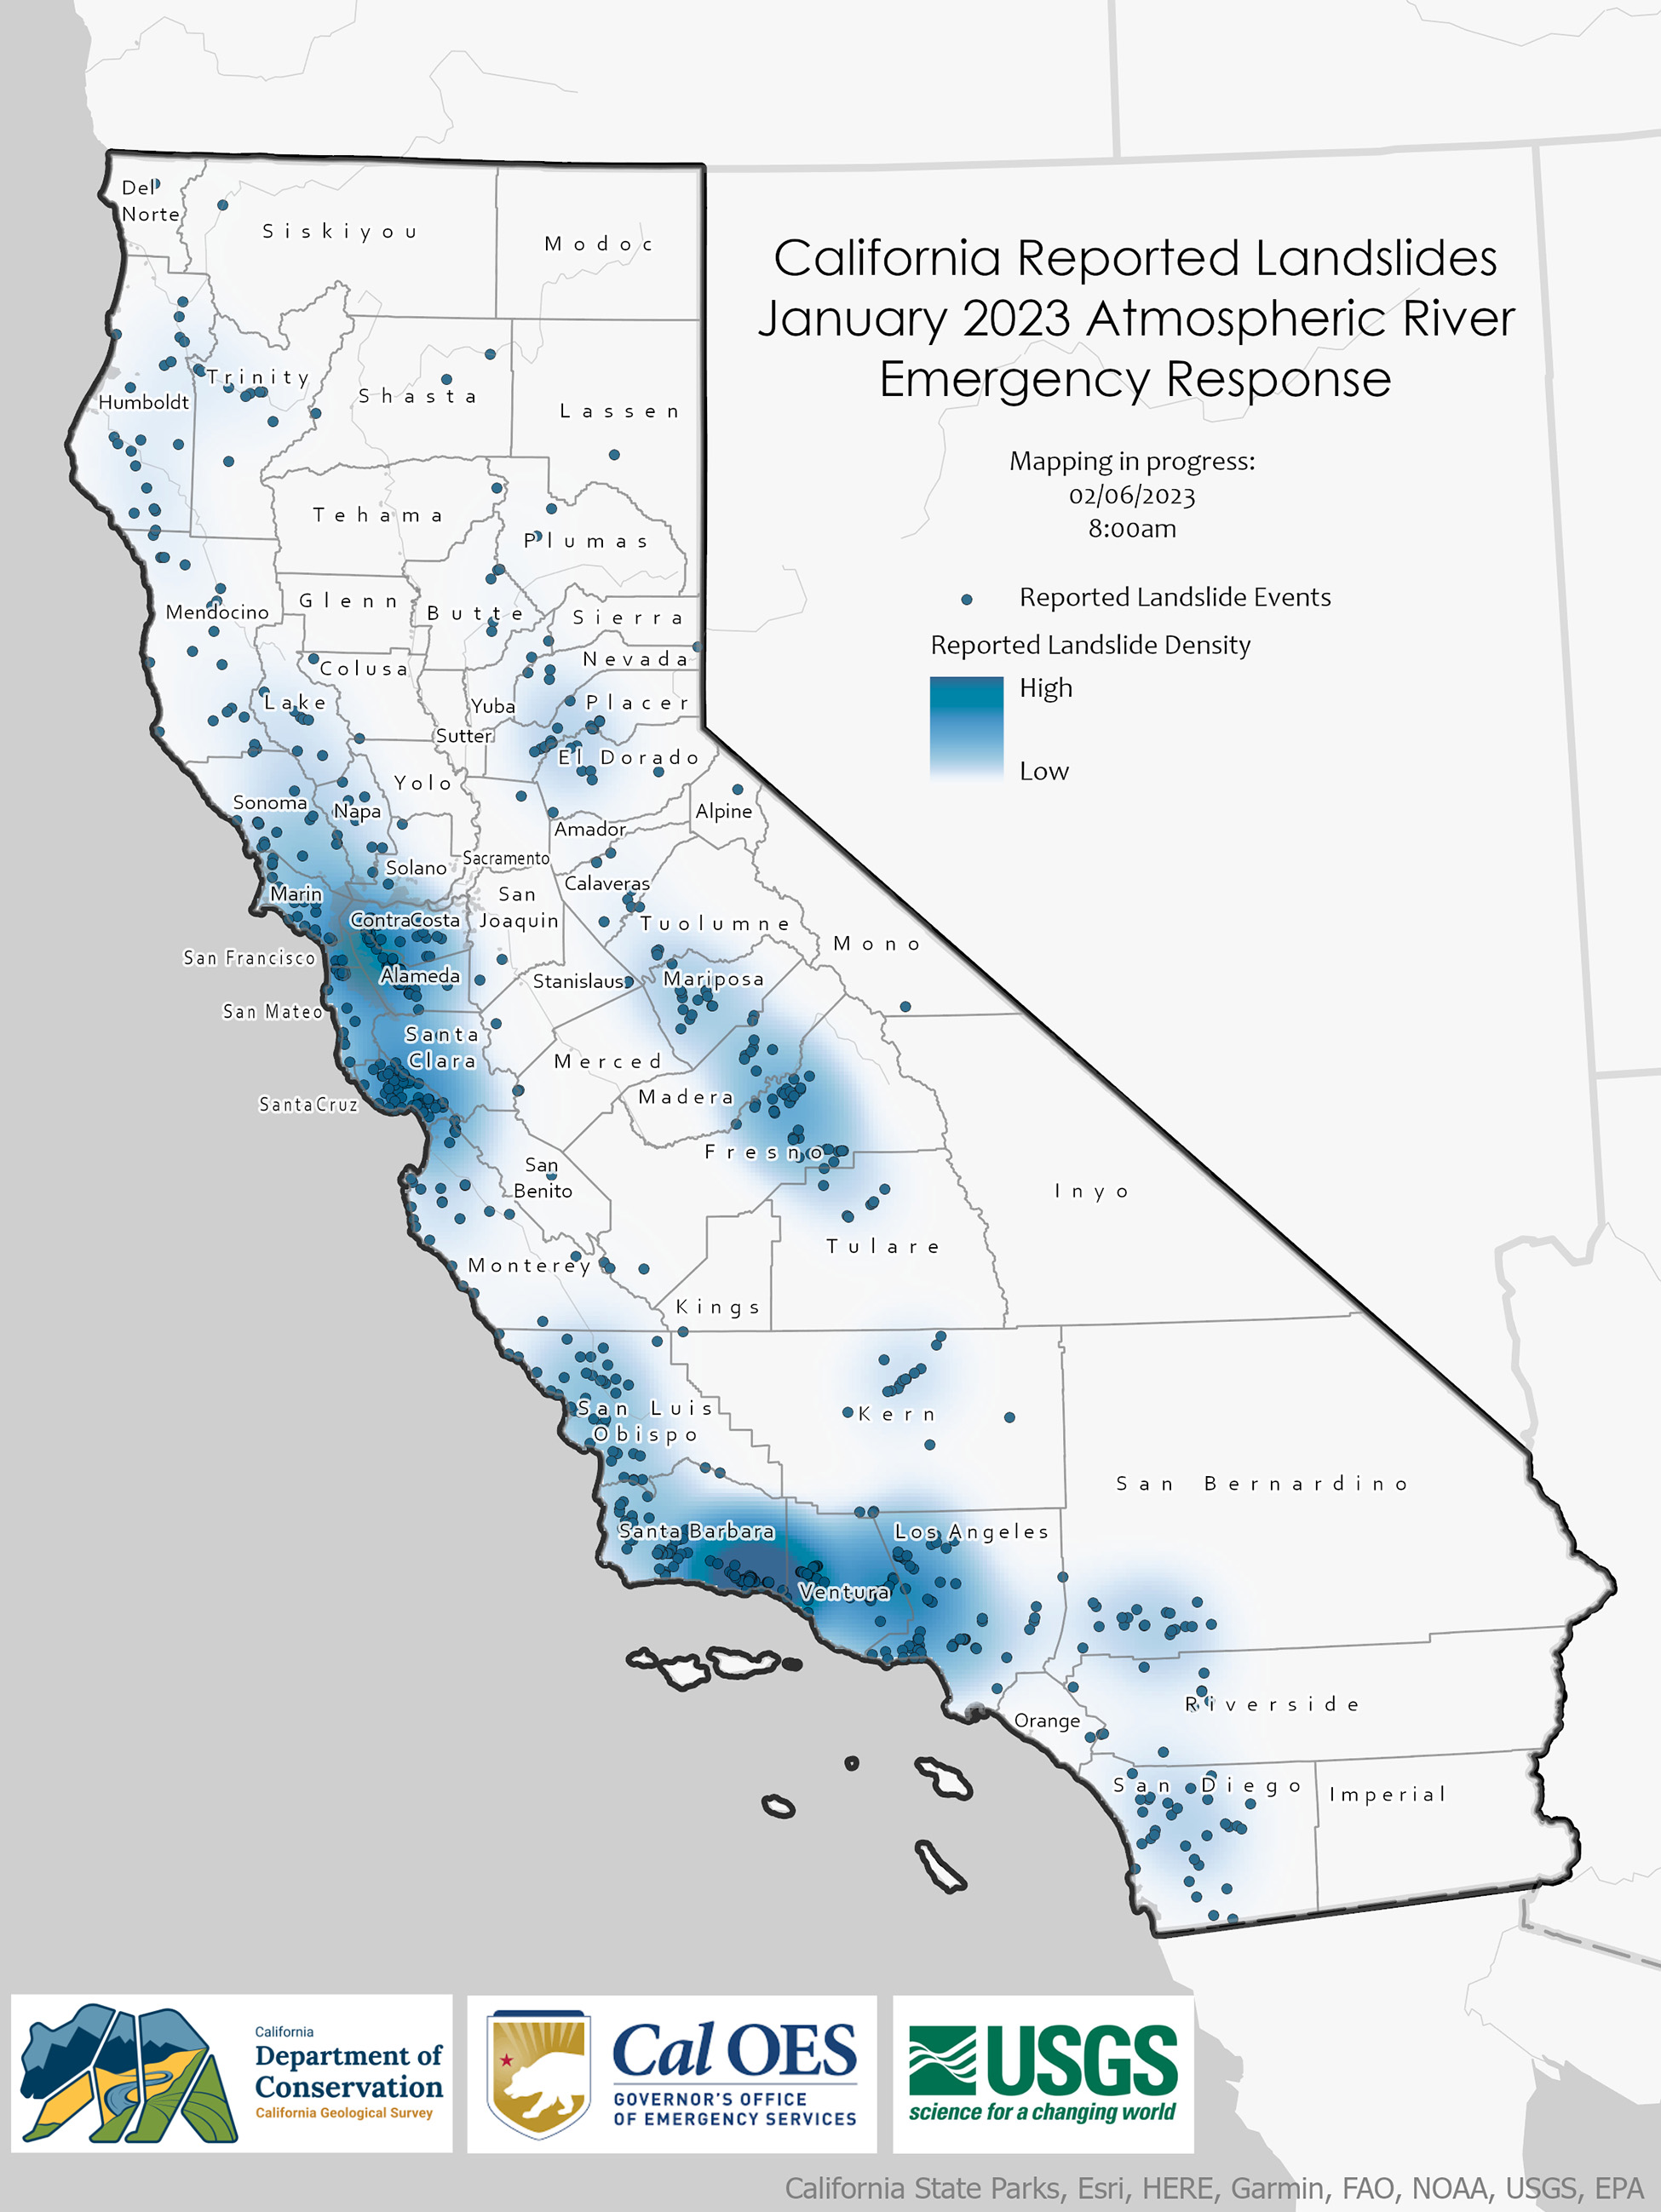 California Reported Landslides
January 2023 Atmospheric River
Emergency Response
Mapping in progress:
02/06/2023
8:00am
Reported Landslide Events
Reported Landslide Density
High
Low
Del
Norte
Siskiyou
Modoc
Humboldt
Trinity
Shasta
Lassen
Tehama
Plumas
Mendocino
Glenn
Butte
Sierra
Colusa
Nevada
Lake
Yuba
Placer
Sutter
El Dorado
Yolo
Sonoma
Napa
Alpine
Amador
Sacramento
Solano
Calaveras
Marin
San
Joaquin
ContraCosta
Tuolumne
Mono
San Francisco
Alameda
Stanislaus
Mariposa
San Mateo
Santa
Clara
Merced
Madera
SantaCruz
Fresno
San
Benito
Inyo
Tulare
Monterey
Kings
San Luis
Obispo
Kern
San Bernardino
Santa Barbara
Los Angeles
Ventura
Riverside
Orange
San Diego
Imperial
California
Department of
Conservation
California Geological Survey
Cal OES
GOVERNOR'S OFFICE
OF EMERGENCY SERVICES
USGS
science for a changing world
California State Parks, Esri, HERE, Garmin, FAO, NOAA, USGS, EPA